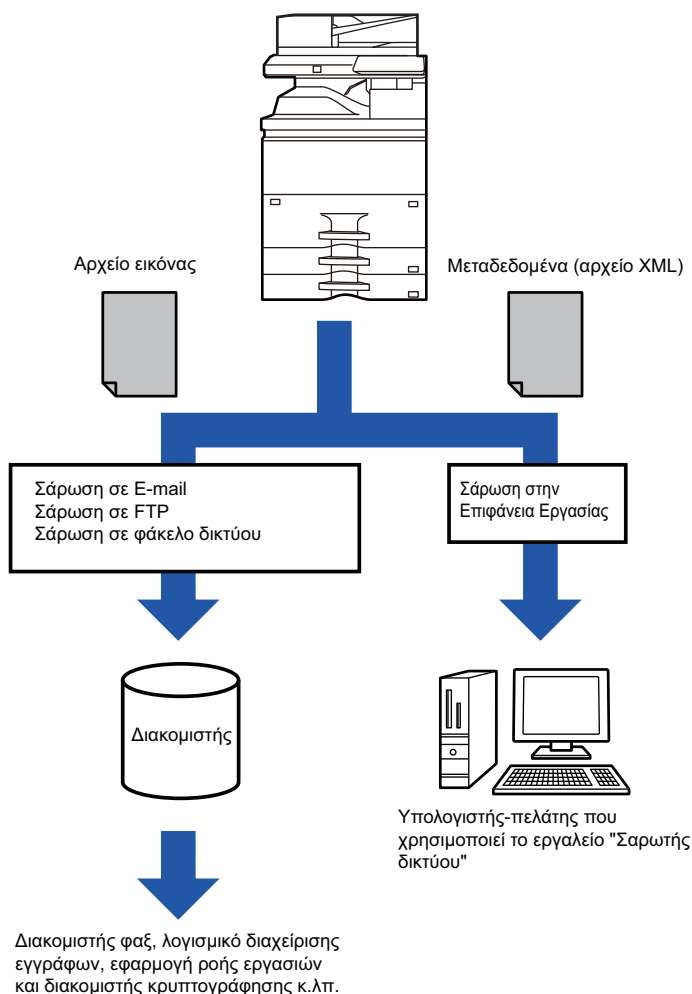 Αρχείο εικόνας
Μεταδεδομένα (αρχείο XML)
Σάρωση σε E-mail
Σάρωση σε FTP
Σάρωση σε φάκελο δικτύου
Σάρωση στην
Επιφάνεια Εργασίας
Διακομιστής
Υπολογιστής-πελάτης που
χρησιμοποιεί το εργαλείο "Σαρωτής
δικτύου"
Διακομιστής φαξ, λογισμικό διαχείρισης
εγγράφων, εφαρμογή ροής εργασιών
και διακομιστής κρυπτογράφησης κ.λπ.